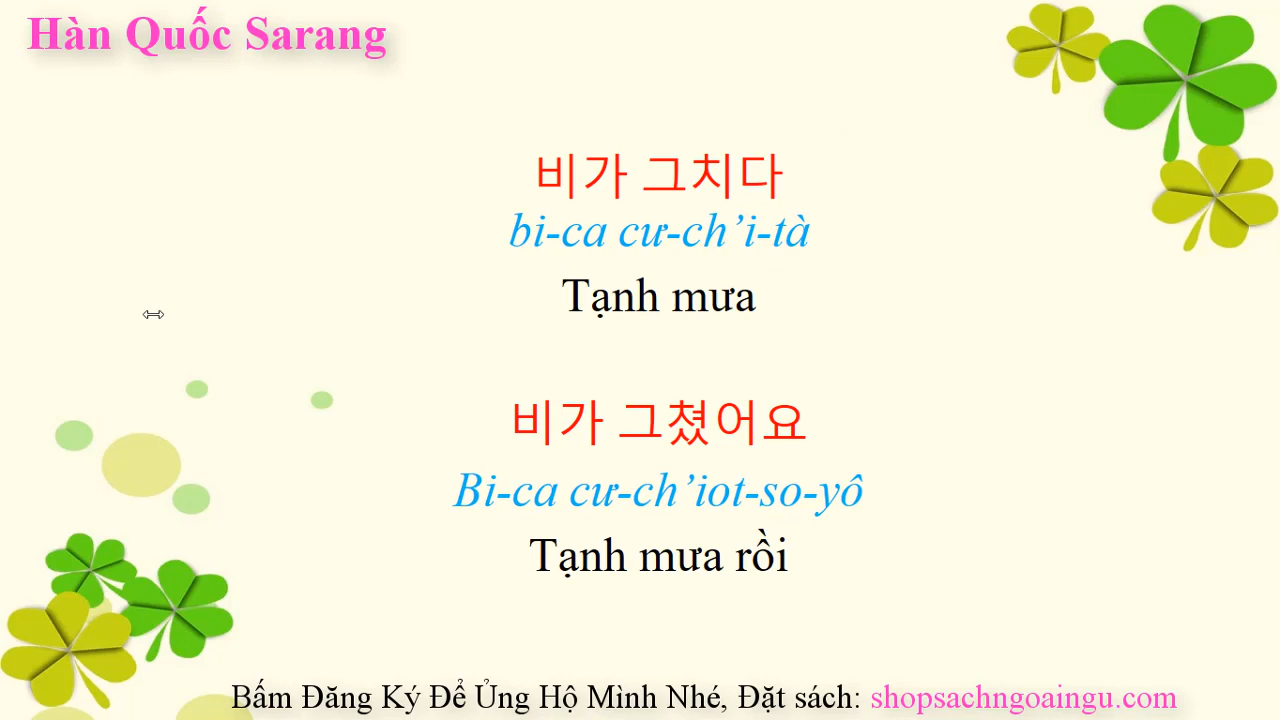 Hàn Quốc Sarang
비가 그치다
bi-ca cư-ch’i-tà
Tạnh mưa
비가 그쳤어요
Bi-ca cư-ch’iot-so-yô
Tạnh mưa rồi
Bấm Đăng Ký Để Ủng Hộ Mình Nhé, Đặt sách: shopsachngoaingu.com